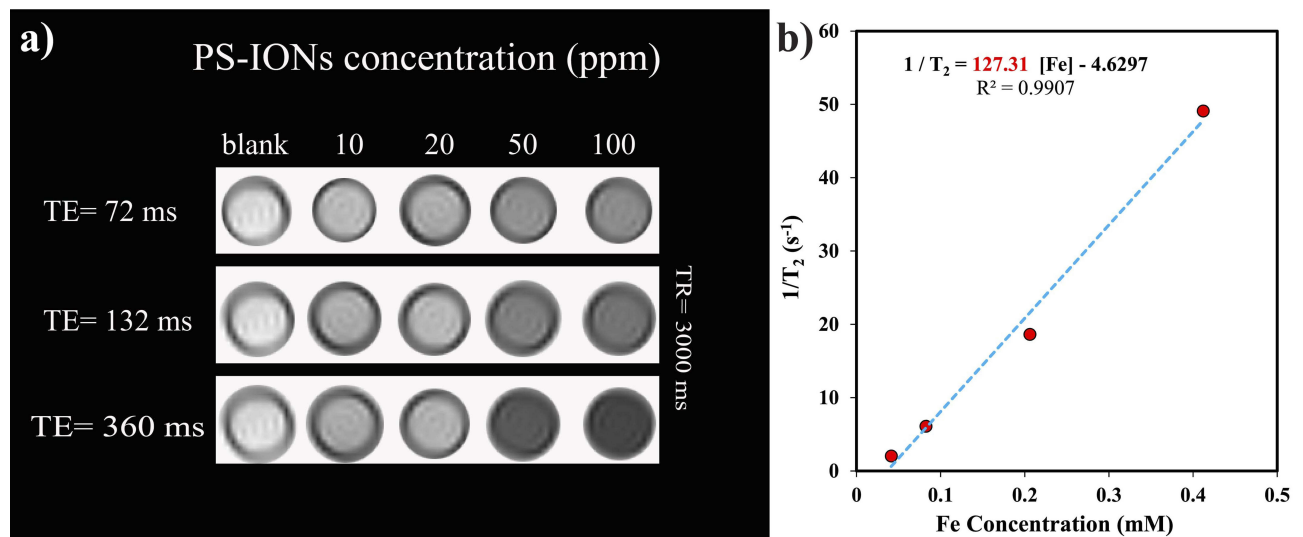 a)
PS-IONs concentration (ppm)
blank 10 20 50 100
TE= 72 ms
TE= 132 ms
TE= 360 ms
TR= 3000 ms
b)
1 / T₂ = 127.31 [Fe] - 4.6297
R² = 0.9907
1/T₂ (s⁻¹)
60
50
40
30
20
10
0
0 0.1 0.2 0.3 0.4 0.5
Fe Concentration (mM)